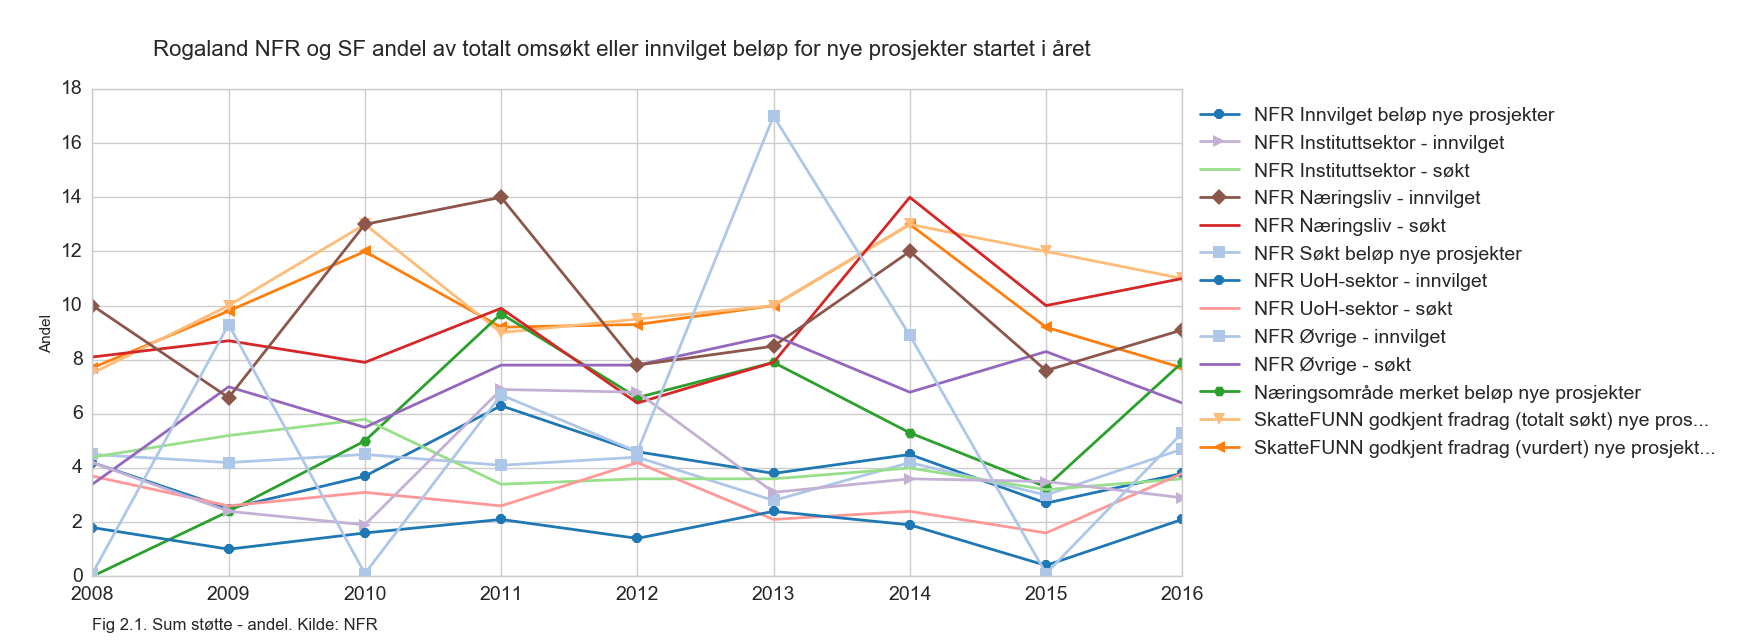 Rogaland NFR og SF andel av totalt omsøkt eller innvilget beløp for nye prosjekter startet i året
18
16
14
12
10
8
6
4
2
0
Andel
2008 2009 2010 2011 2012 2013 2014 2015 2016
NFR Innvilget beløp nye prosjekter
NFR Instituttsektor - innvilget
NFR Instituttsektor - søkt
NFR Næringsliv - innvilget
NFR Næringsliv - søkt
NFR Søkt beløp nye prosjekter
NFR UoH-sektor - innvilget
NFR UoH-sektor - søkt
NFR Øvrige - innvilget
NFR Øvrige - søkt
Næringsområde merket beløp nye prosjekter
SkatteFUNN godkjent fradrag (totalt søkt) nye pros...
SkatteFUNN godkjent fradrag (vurdert) nye prosjekt...
Fig 2.1. Sum støtte - andel. Kilde: NFR